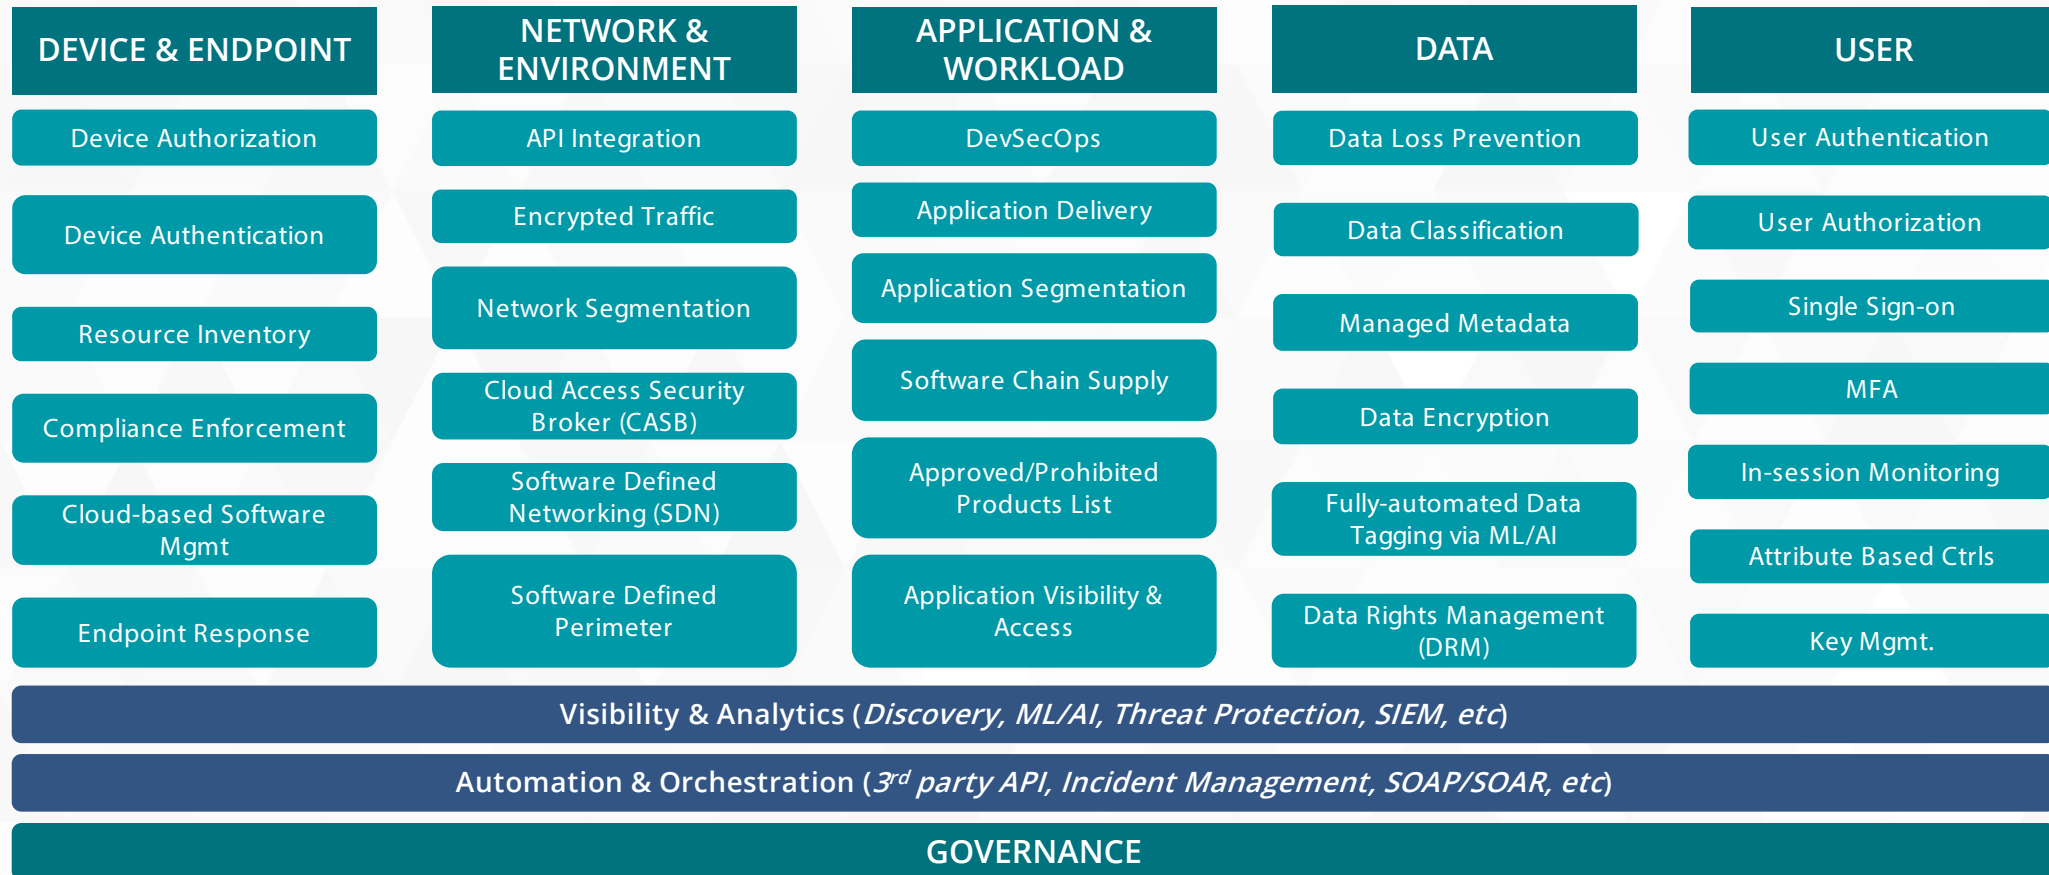 DEVICE & ENDPOINT
Device Authorization
Device Authentication
Resource Inventory
Compliance Enforcement
Cloud-based Software
Mgmt
Endpoint Response
NETWORK &
ENVIRONMENT
API Integration
Encrypted Traffic
Network Segmentation
Cloud Access Security
Broker (CASB)
Software Defined
Networking (SDN)
Software Defined
Perimeter
APPLICATION &
WORKLOAD
DevSecOps
Application Delivery
Application Segmentation
Software Chain Supply
Approved/Prohibited
Products List
Application Visibility &
Access
DATA
Data Loss Prevention
Data Classification
Managed Metadata
Data Encryption
Fully-automated Data
Tagging via ML/AI
Data Rights Management
(DRM)
USER
User Authentication
User Authorization
Single Sign-on
MFA
In-session Monitoring
Attribute Based Ctrls
Key Mgmt.
Visibility & Analytics (Discovery, ML/AI, Threat Protection, SIEM, etc)
Automation & Orchestration (3rd party API, Incident Management, SOAP/SOAR, etc)
GOVERNANCE